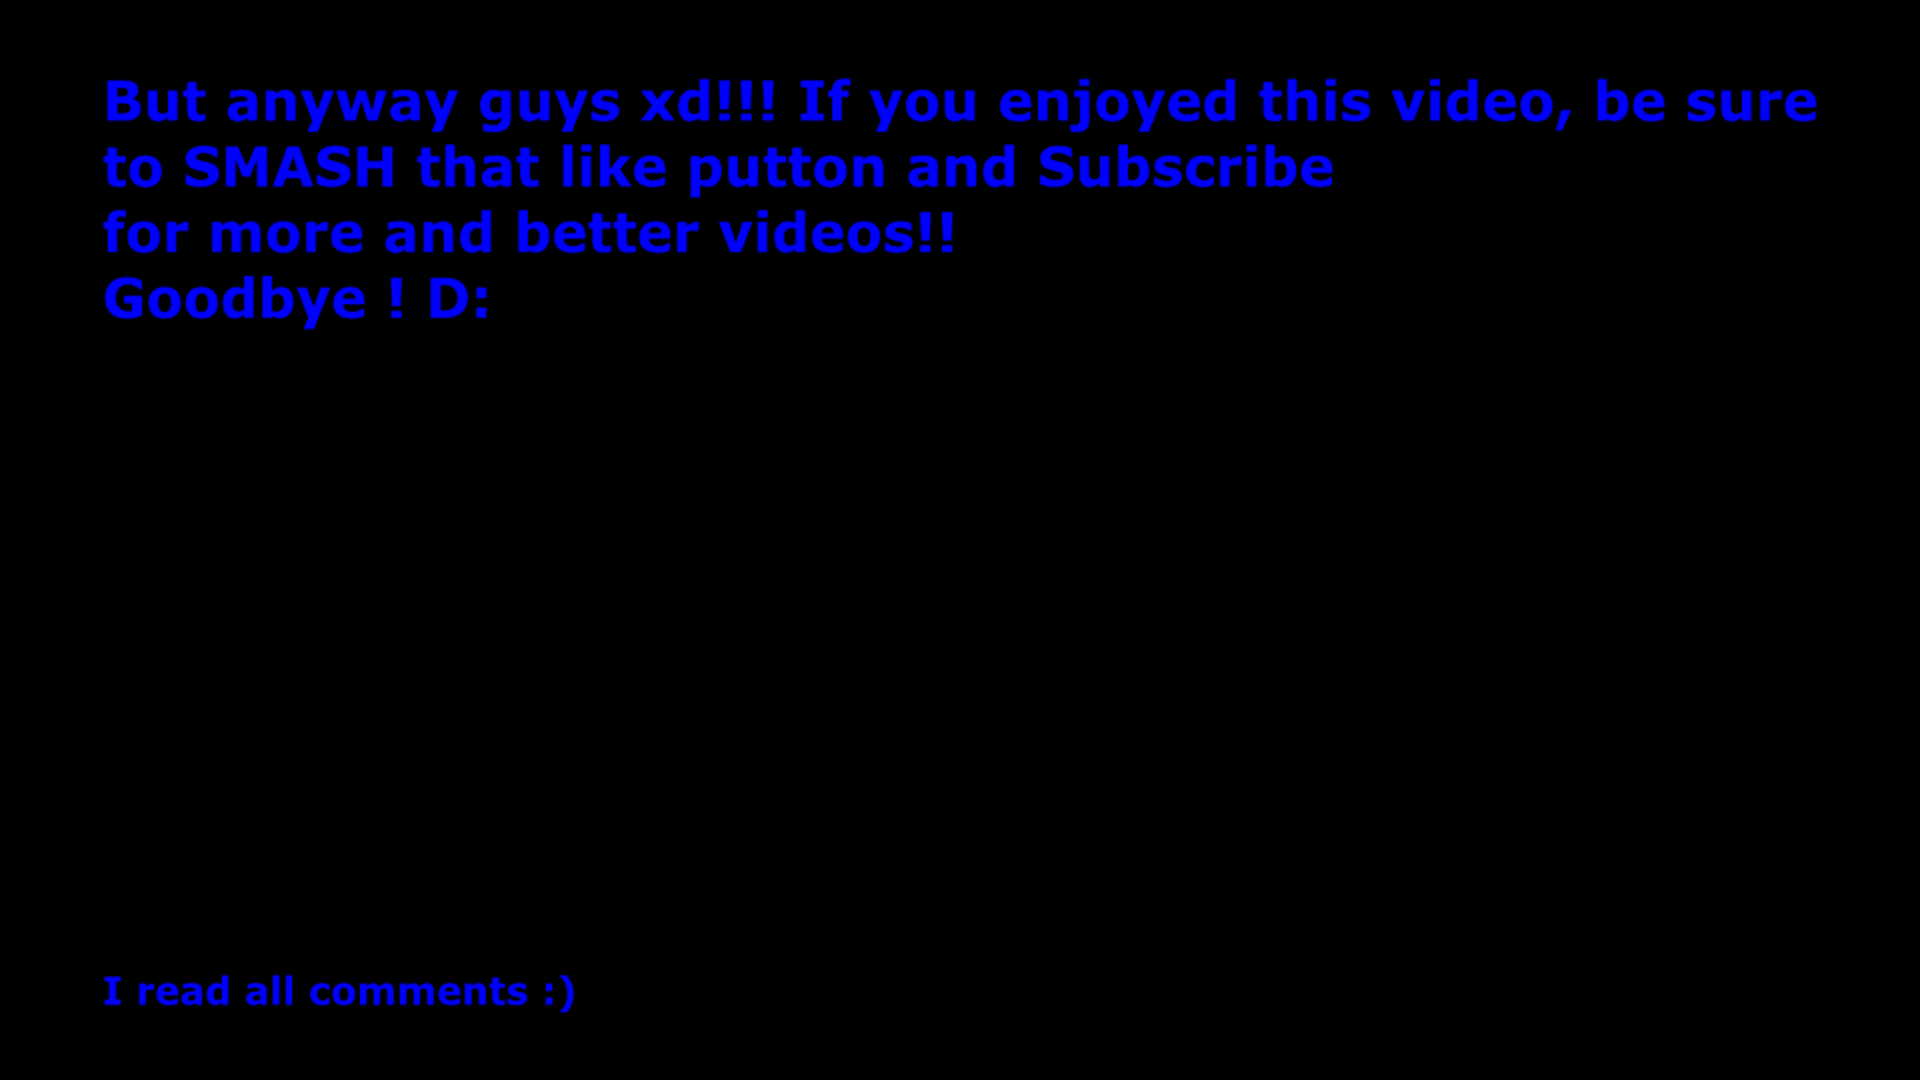 But anyway guys xd!!! If you enjoyed this video, be sure
to SMASH that like putton and Subscribe
for more and better videos!!
Goodbye ! D:
I read all comments :)